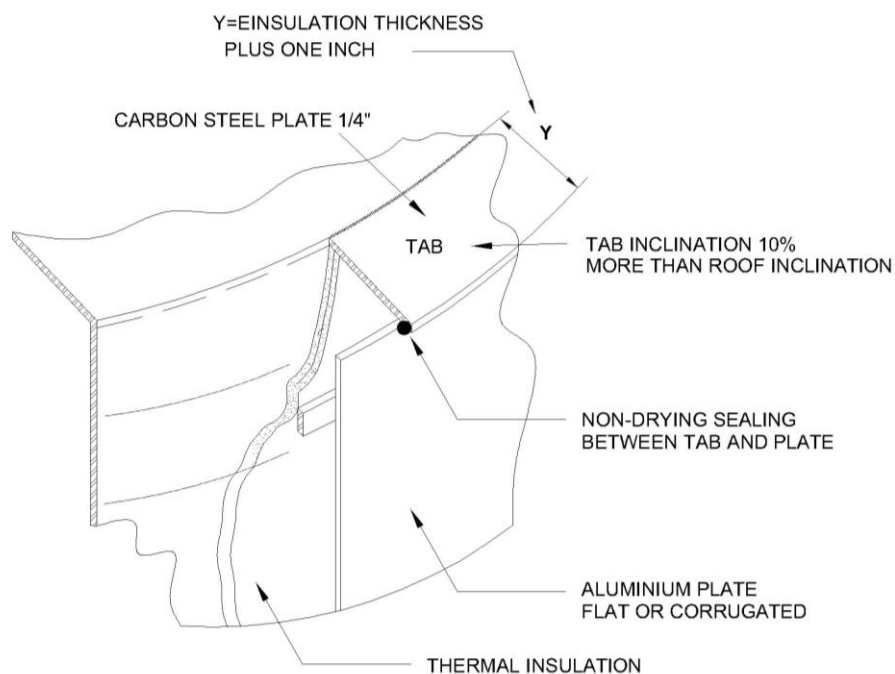 Y=EINSULATION THICKNESS
PLUS ONE INCH
CARBON STEEL PLATE 1/4"
Y
TAB
TAB INCLINATION 10%
MORE THAN ROOF INCLINATION
NON-DRYING SEALING
BETWEEN TAB AND PLATE
ALUMINIUM PLATE
FLAT OR CORRUGATED
THERMAL INSULATION